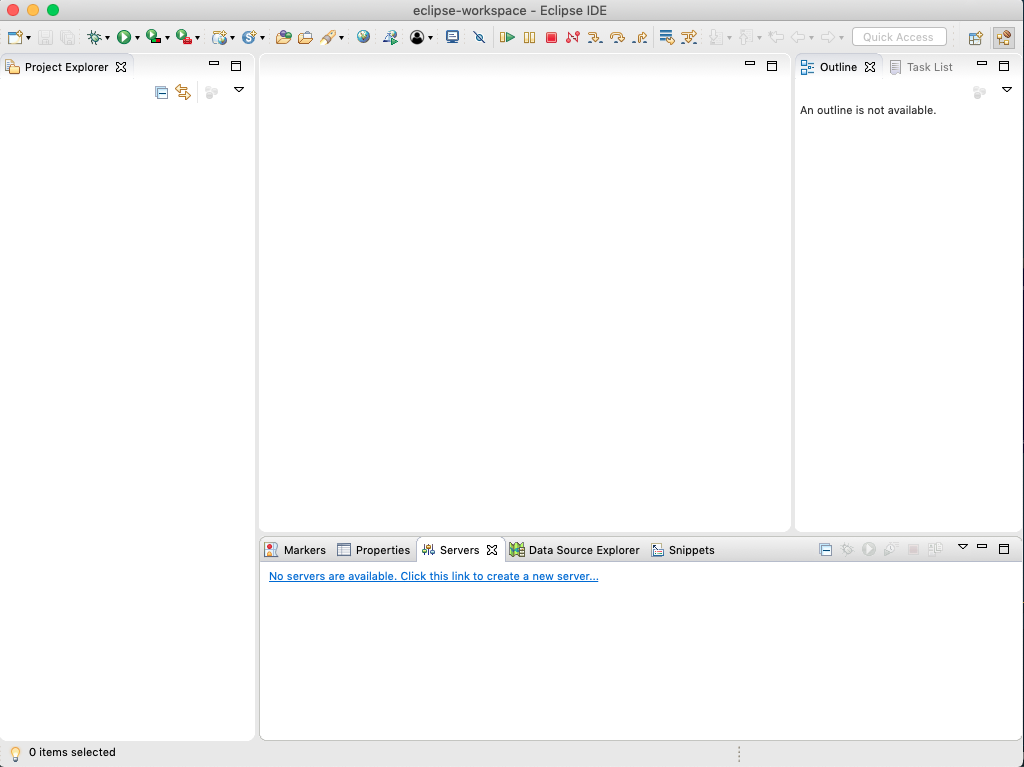 eclipse-workspace - Eclipse IDE
Quick Access
Project Explorer
Outline
Task List
An outline is not available.
Markers
Properties
Servers
Data Source Explorer
Snippets
No servers are available. Click this link to create a new server...
0 items selected